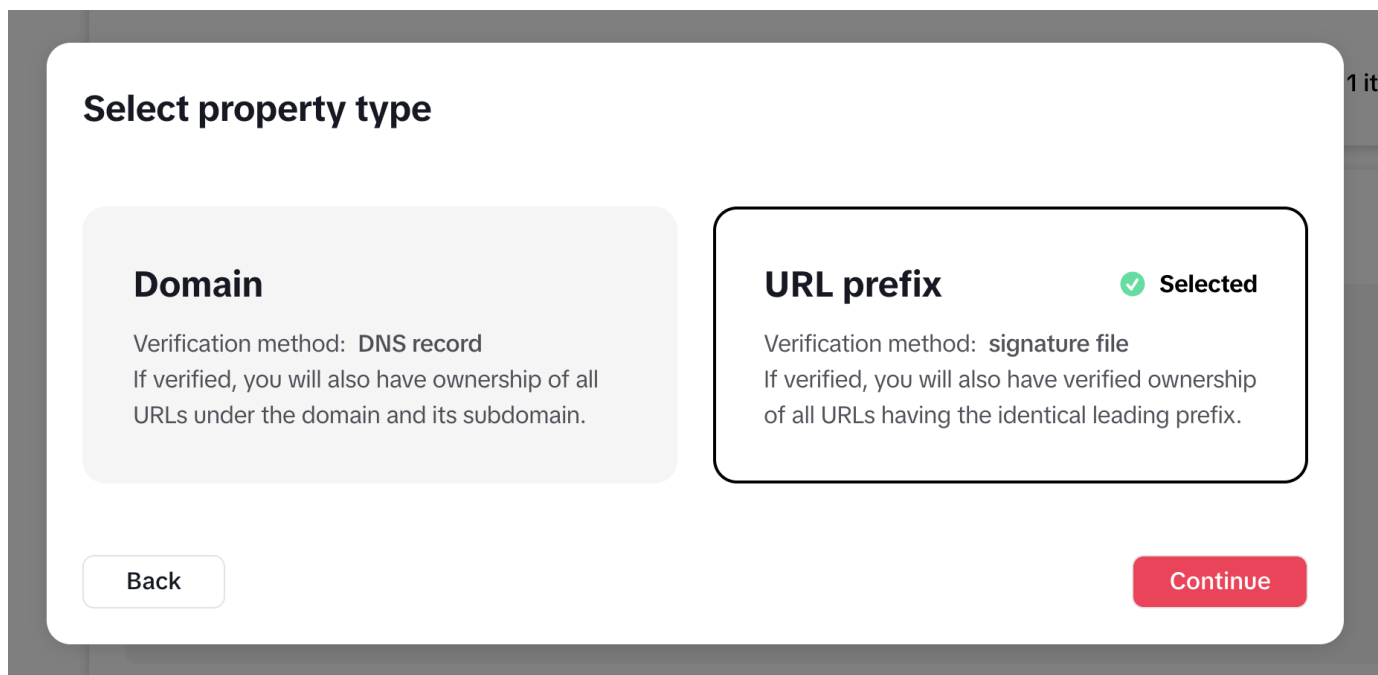 1 it
Select property type
Domain
Verification method: DNS record
If verified, you will also have ownership of all
URLs under the domain and its subdomain.
URL prefix
Selected
Verification method: signature file
If verified, you will also have verified ownership
of all URLs having the identical leading prefix.
Back
Continue